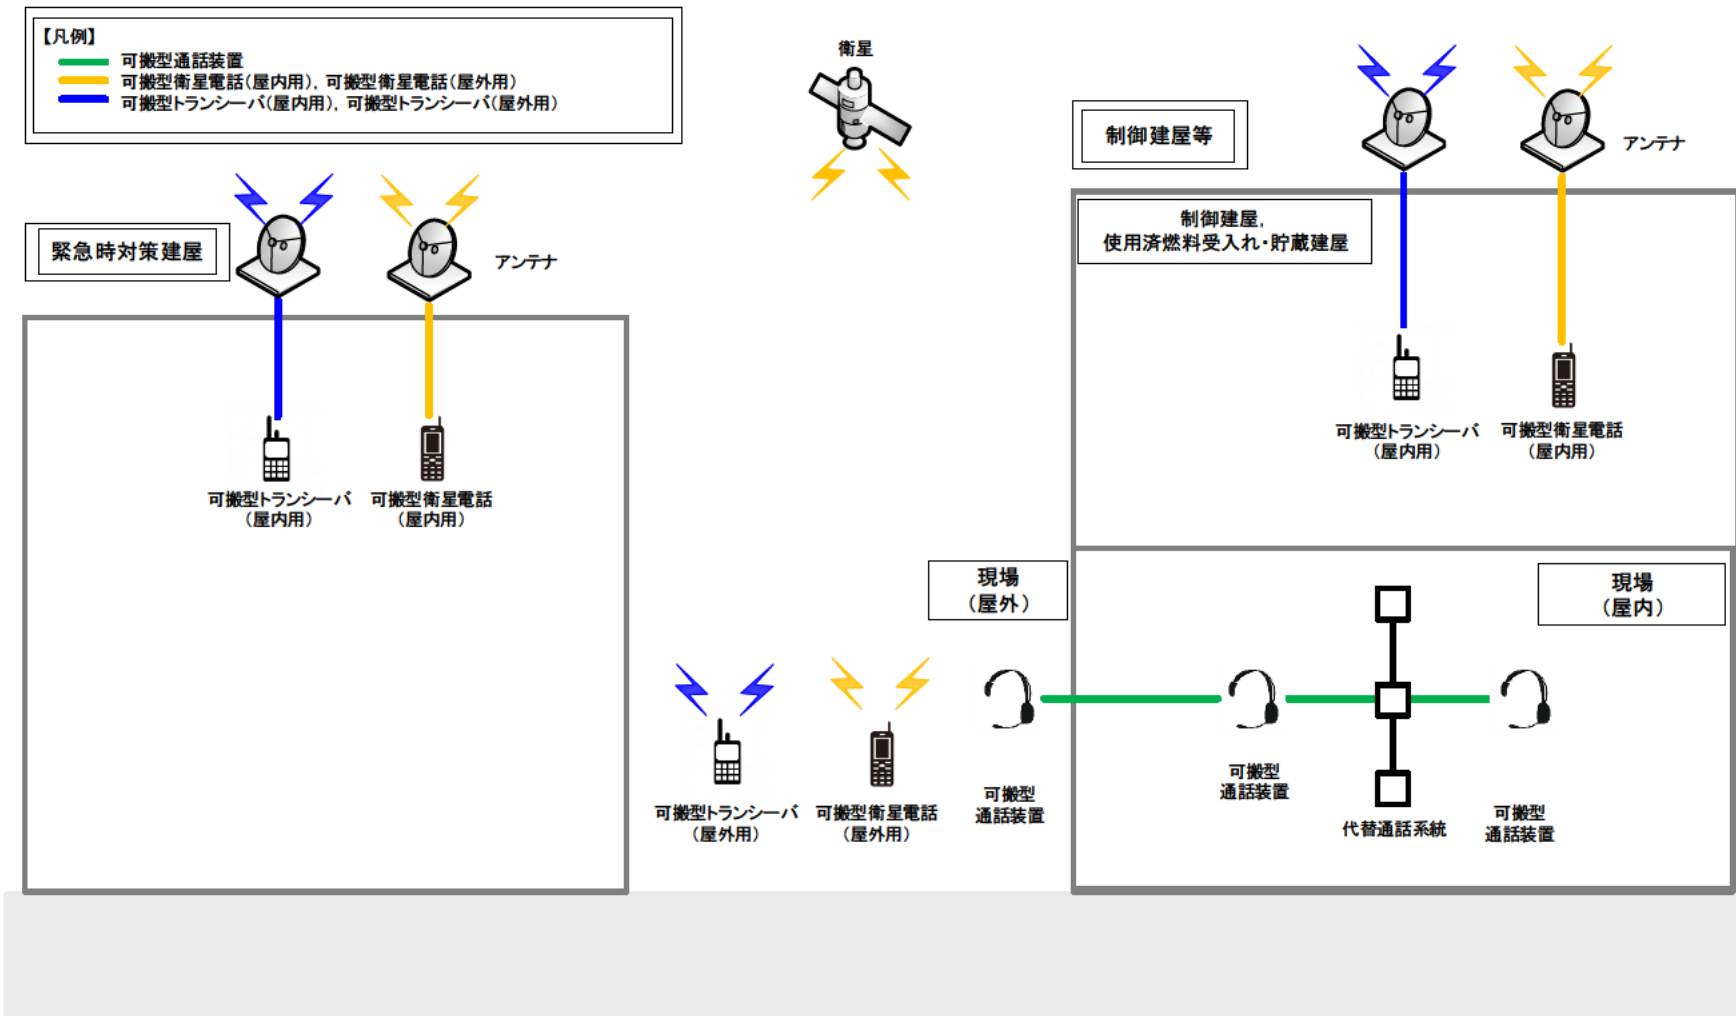 【凡例】
可搬型通話装置
可搬型衛星電話(屋内用), 可搬型衛星電話(屋外用)
可搬型トランシーバ(屋内用), 可搬型トランシーバ(屋外用)
衛星
制御建屋等
アンテナ
制御建屋,
使用済燃料受入れ・貯蔵建屋
緊急時対策建屋
アンテナ
可搬型トランシーバ
(屋内用)
可搬型衛星電話
(屋内用)
可搬型トランシーバ
(屋内用)
可搬型衛星電話
(屋内用)
現場
(屋外)
現場
(屋内)
可搬型トランシーバ
(屋外用)
可搬型衛星電話
(屋外用)
可搬型
通話装置
可搬型
通話装置
代替通話系統
可搬型
通話装置